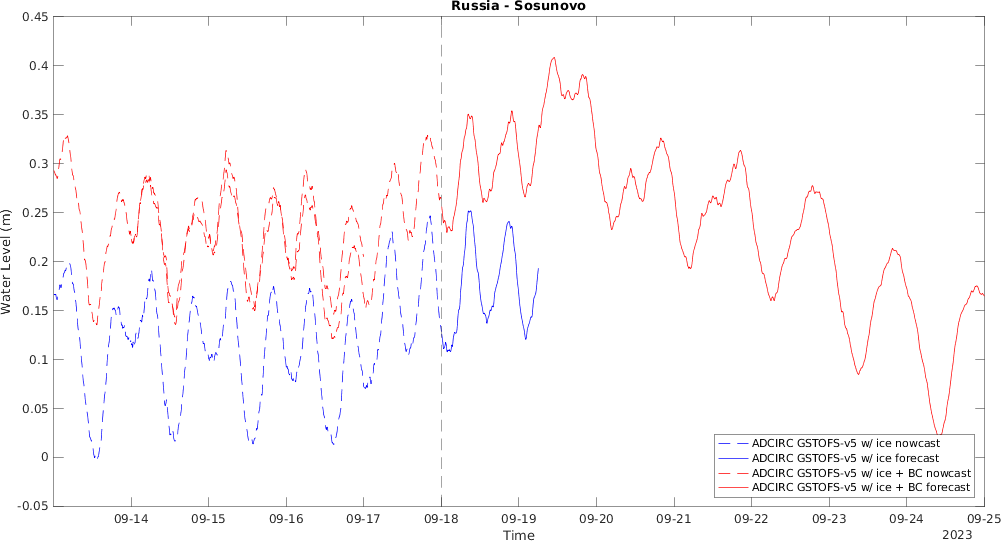 Russia - Sosunovo
0.45
0.4
0.35
0.3
0.25
0.2
0.15
0.1
0.05
0
-0.05
Water Level (m)
ADCIRC GSTOFS-v5 w/ ice nowcast
ADCIRC GSTOFS-v5 w/ ice forecast
ADCIRC GSTOFS-v5 w/ ice + BC nowcast
ADCIRC GSTOFS-v5 w/ ice + BC forecast
09-14 09-15 09-16 09-17 09-18 09-19 09-20 09-21 09-22 09-23 09-24 09-25
Time
2023